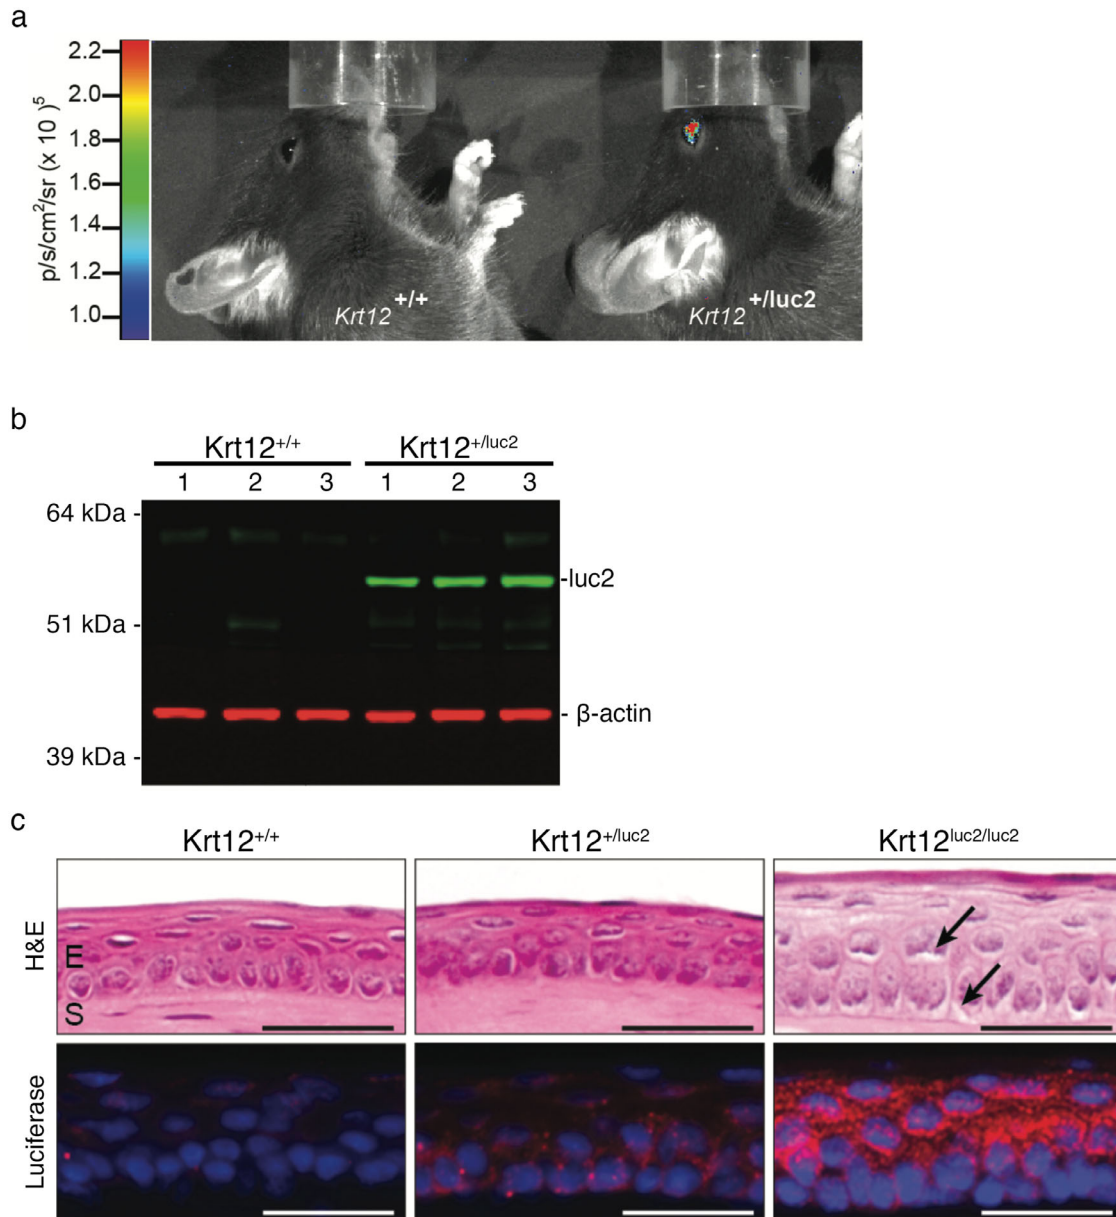 a
2.2
2.0
1.8
1.6
1.4
1.2
1.0
p/s/cm²/sr (x 10 )⁵
Krt12 +/+
Krt12 +/luc2
b
Krt12+/+ Krt12+/luc2
1 2 3 1 2 3
64 kDa -
-luc2
51 kDa -
- β-actin
39 kDa -
c
Krt12+/+ Krt12+/luc2 Krt12luc2/luc2
H&E
E
S
Luciferase